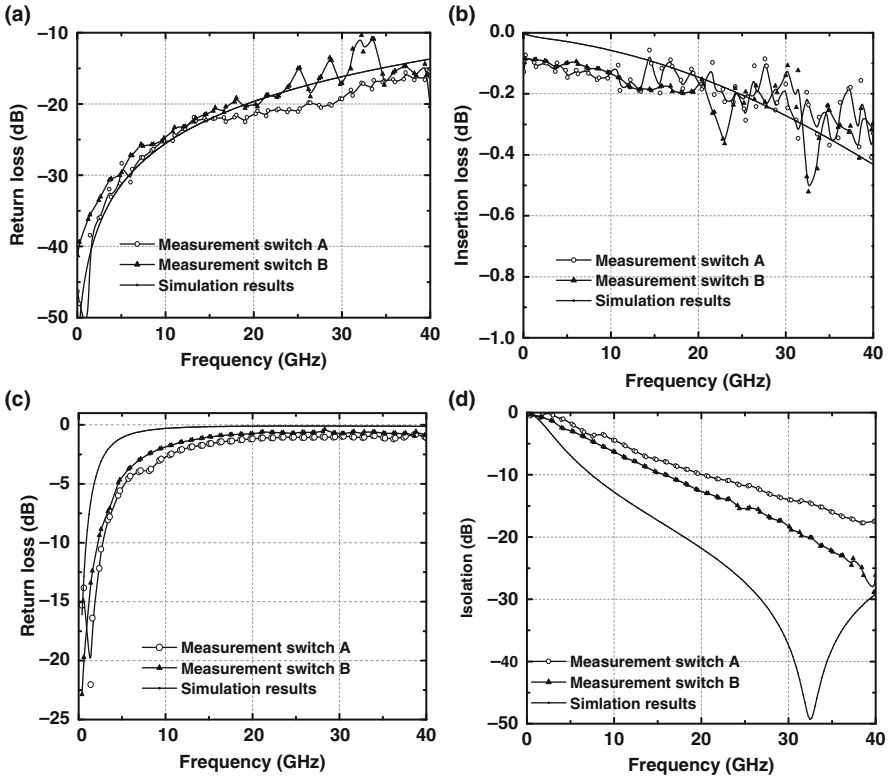 (a)
−10
−20
−30
−40
−50
Return loss (dB)
Measurement switch A
Measurement switch B
Simulation results
0 10 20 30 40
Frequency (GHz)
(b)
0.0
−0.2
−0.4
−0.6
−0.8
−1.0
Insertion loss (dB)
Measurement switch A
Measurement switch B
Simulation results
0 10 20 30 40
Frequency (GHz)
(c)
0
−5
−10
−15
−20
−25
Return loss (dB)
Measurement switch A
Measurement switch B
Simulation results
0 10 20 30 40
Frequency (GHz)
(d)
0
−10
−20
−30
−40
−50
Isolation (dB)
Measurement switch A
Measurement switch B
Simlation results
0 10 20 30 40
Frequency (GHz)